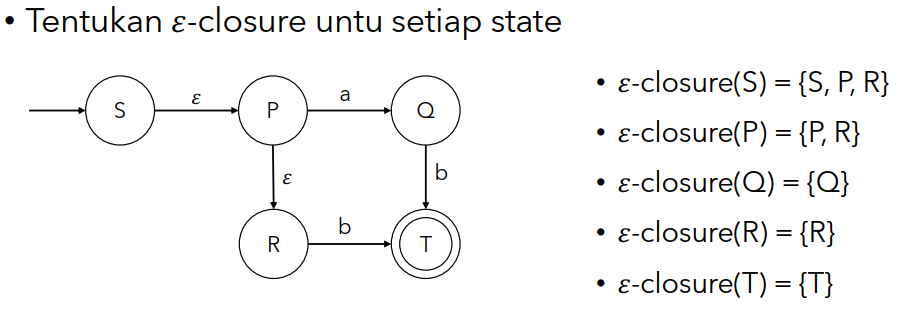 • Tentukan ε-closure untu setiap state
S
ε
P
a
Q
ε
b
R
b
T
• ε-closure(S) = {S, P, R}
• ε-closure(P) = {P, R}
• ε-closure(Q) = {Q}
• ε-closure(R) = {R}
• ε-closure(T) = {T}